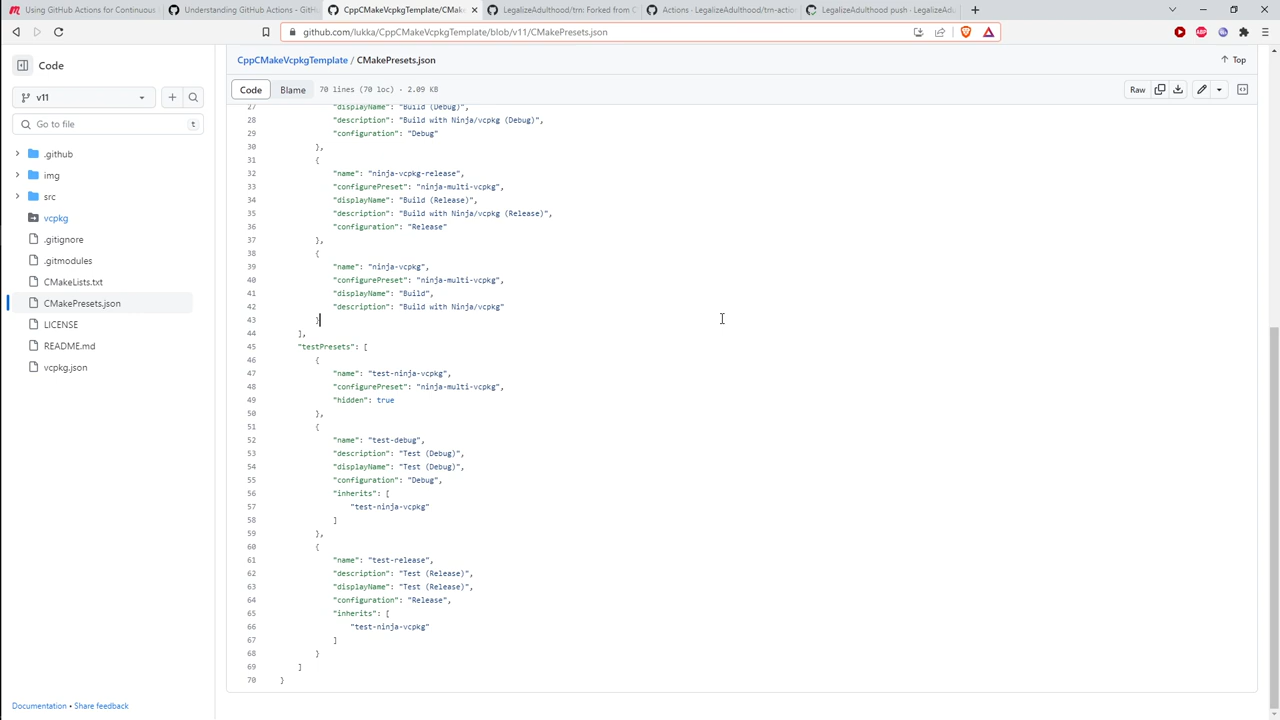 Using GitHub Actions for Continuous
Understanding GitHub Actions - GitH
CppCMakeVcpkgTemplate/CMake
LegalizeAdulthood/trn: Forked from C
Actions · LegalizeAdulthood/trn-action
LegalizeAdulthood push · LegalizeAdu
github.com/lukka/CppCMakeVcpkgTemplate/blob/v11/CMakePresets.json
Code
CppCMakeVcpkgTemplate / CMakePresets.json
Top
v11
Code
Blame
70 lines (70 loc) · 2.09 KB
Raw
Go to file
t
.github
img
src
vcpkg
.gitignore
.gitmodules
CMakeLists.txt
CMakePresets.json
LICENSE
README.md
vcpkg.json
27 "displayName": "Build (Debug)",
28 "description": "Build with Ninja/vcpkg (Debug)",
29 "configuration": "Debug"
30 },
31 {
32 "name": "ninja-vcpkg-release",
33 "configurePreset": "ninja-multi-vcpkg",
34 "displayName": "Build (Release)",
35 "description": "Build with Ninja/vcpkg (Release)",
36 "configuration": "Release"
37 },
38 {
39 "name": "ninja-vcpkg",
40 "configurePreset": "ninja-multi-vcpkg",
41 "displayName": "Build",
42 "description": "Build with Ninja/vcpkg"
43 }
44 ],
45 "testPresets": [
46 {
47 "name": "test-ninja-vcpkg",
48 "configurePreset": "ninja-multi-vcpkg",
49 "hidden": true
50 },
51 {
52 "name": "test-debug",
53 "description": "Test (Debug)",
54 "displayName": "Test (Debug)",
55 "configuration": "Debug",
56 "inherits": [
57 "test-ninja-vcpkg"
58 ]
59 },
60 {
61 "name": "test-release",
62 "description": "Test (Release)",
63 "displayName": "Test (Release)",
64 "configuration": "Release",
65 "inherits": [
66 "test-ninja-vcpkg"
67 ]
68 }
69 ]
70 }
Documentation • Share feedback